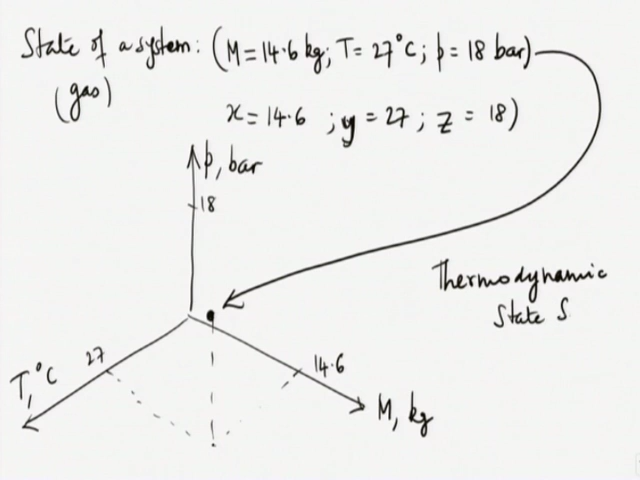 State of a system: (M = 14.6 kg; T = 27°C; p = 18 bar)
(gas)
x = 14.6 ; y = 27 ; z = 18)
p, bar
18
Thermodynamic
State S
27
14.6
T, °C
M, kg